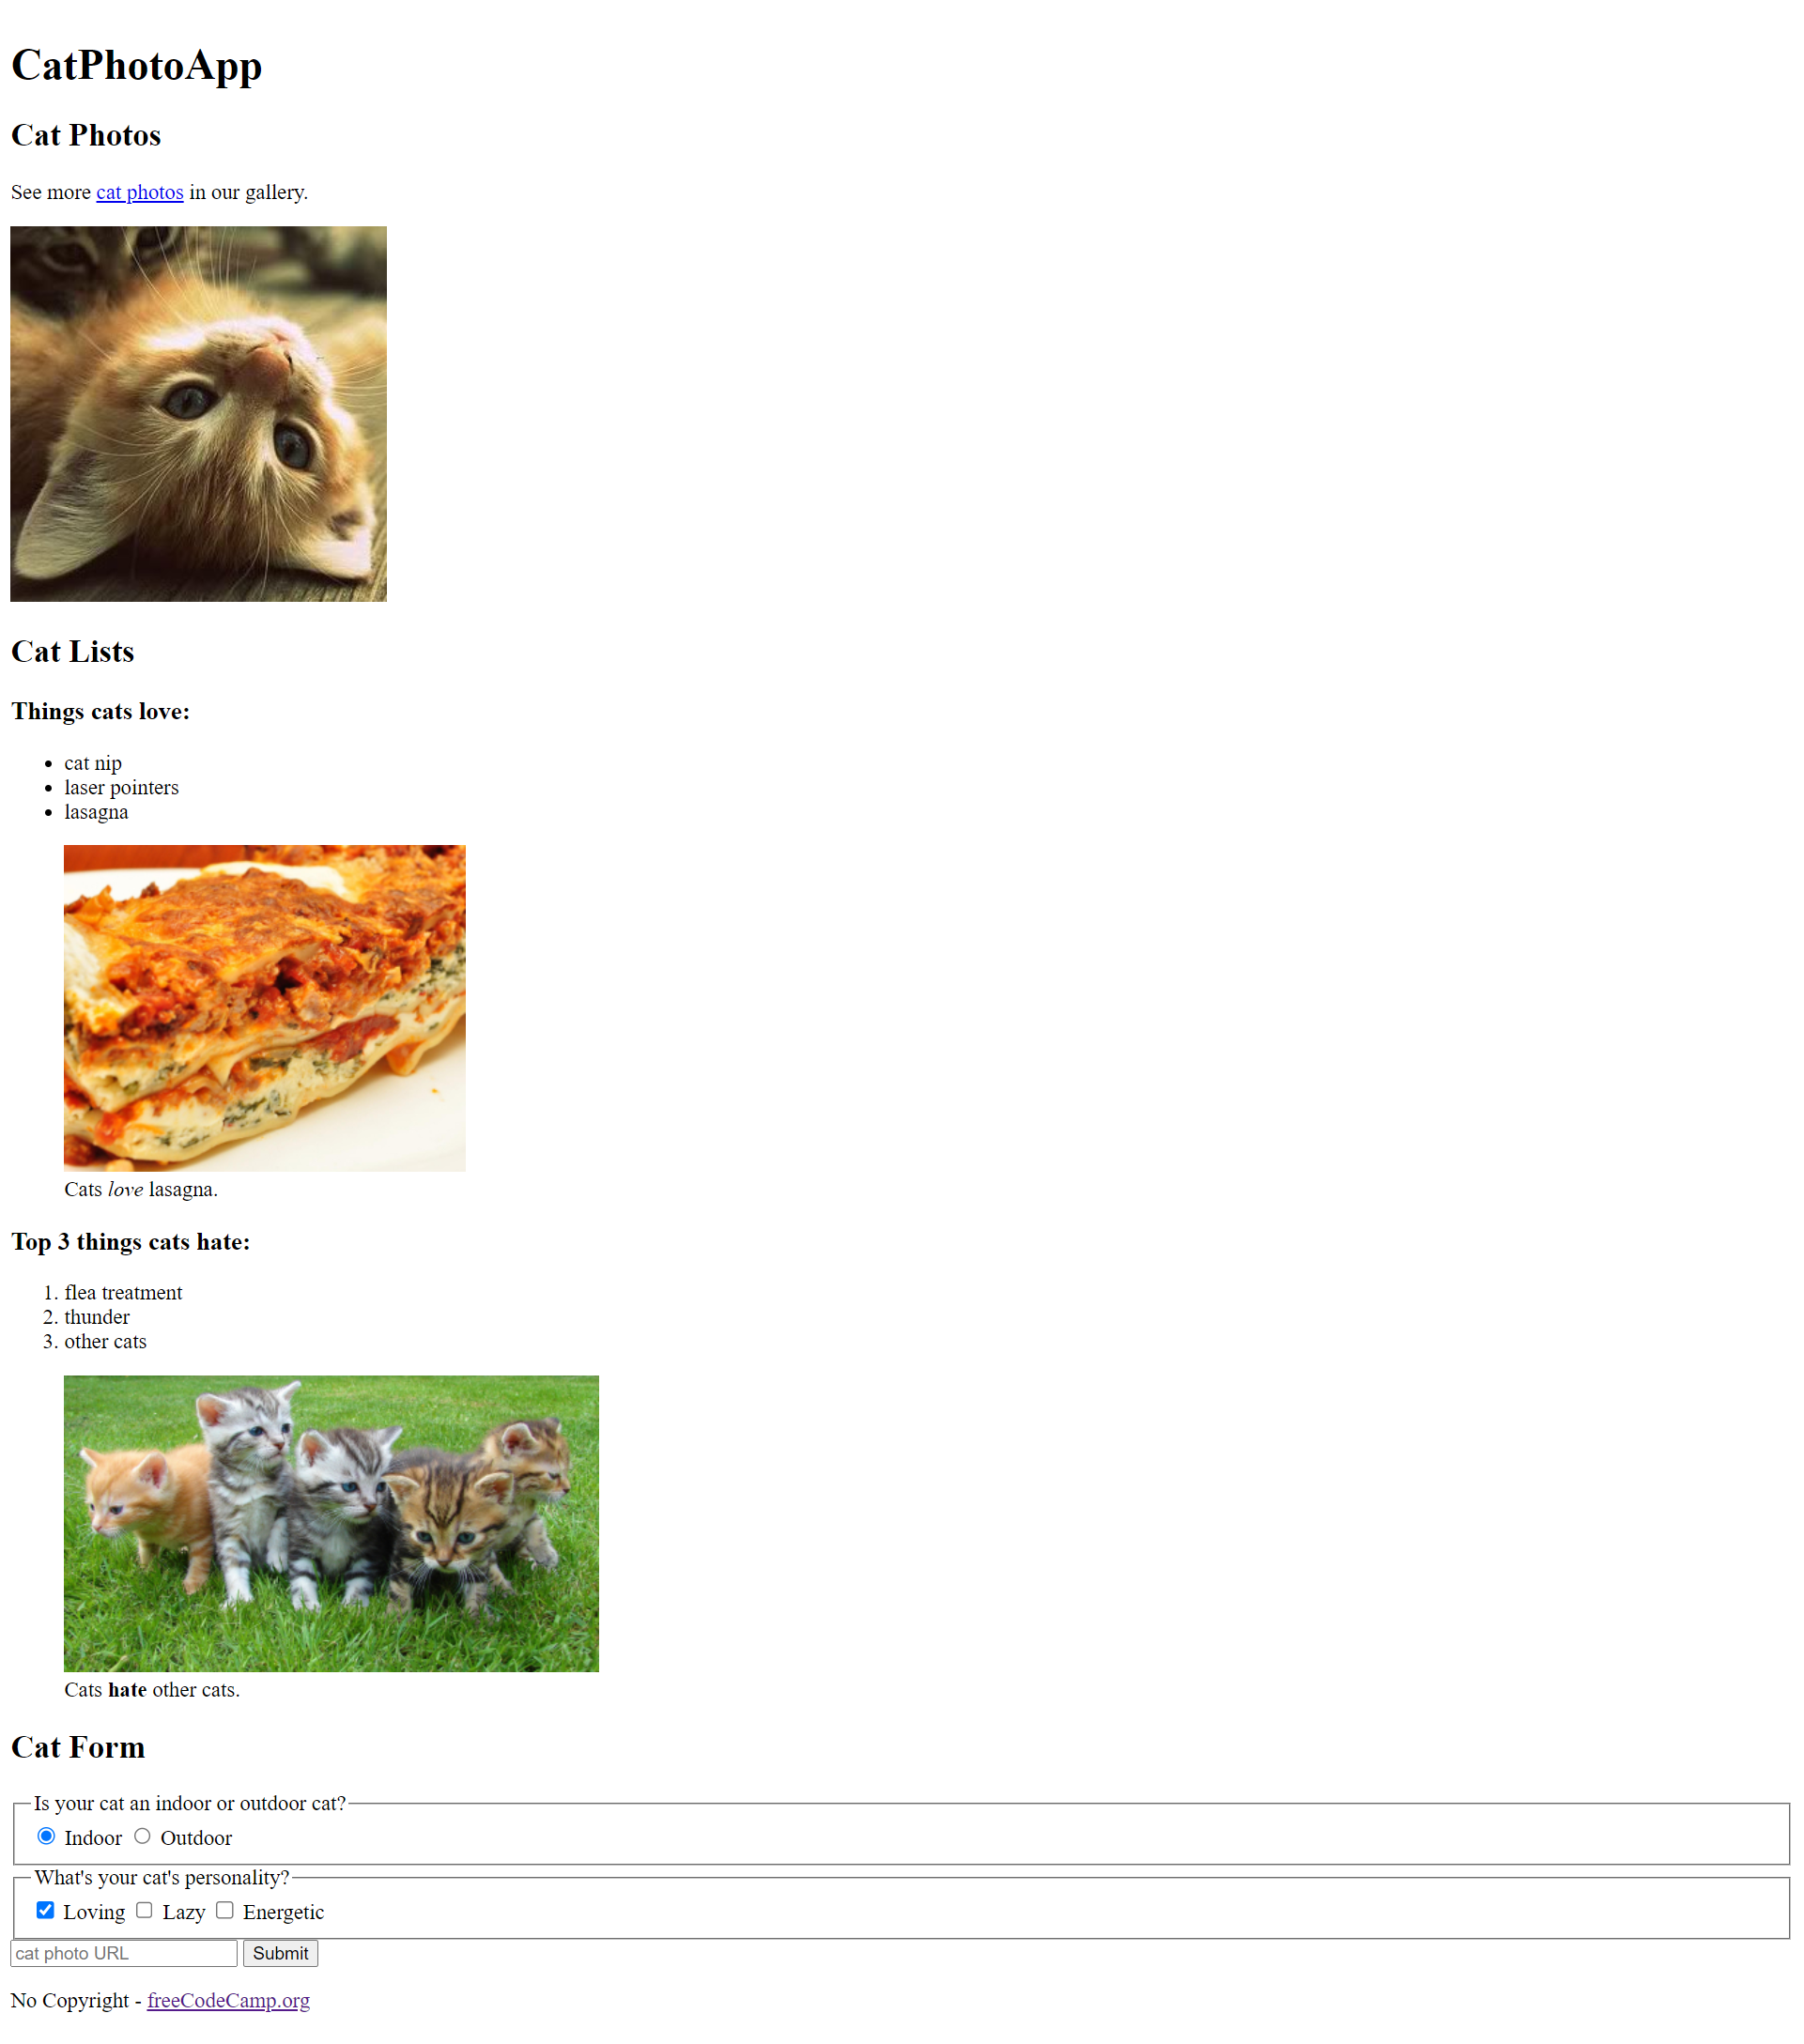 CatPhotoApp
Cat Photos
See more cat photos in our gallery.
Cat Lists
Things cats love:
• cat nip
• laser pointers
• lasagna
Cats love lasagna.
Top 3 things cats hate:
1. flea treatment
2. thunder
3. other cats
Cats hate other cats.
Cat Form
Is your cat an indoor or outdoor cat?
Indoor Outdoor
What's your cat's personality?
Loving Lazy Energetic
cat photo URL Submit
No Copyright - freeCodeCamp.org